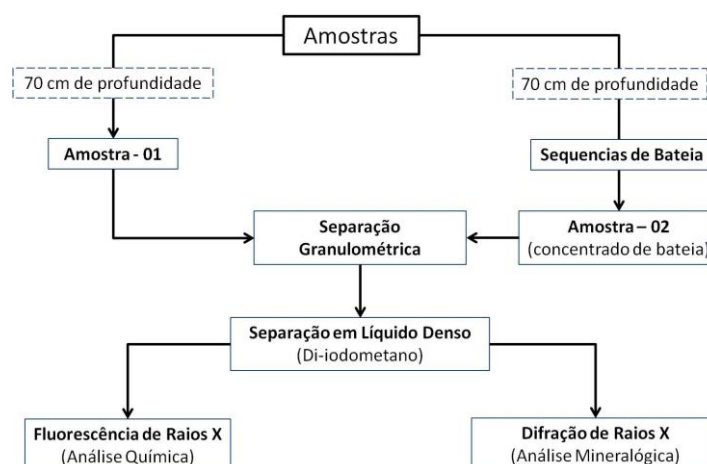 Amostras
70 cm de profundidade
70 cm de profundidade
Amostra - 01
Sequencias de Bateia
Separação
Granulométrica
Amostra – 02
(concentrado de bateia)
Separação em Líquido Denso
(Di-iodometano)
Fluorescência de Raios X
(Análise Química)
Difração de Raios X
(Análise Mineralógica)